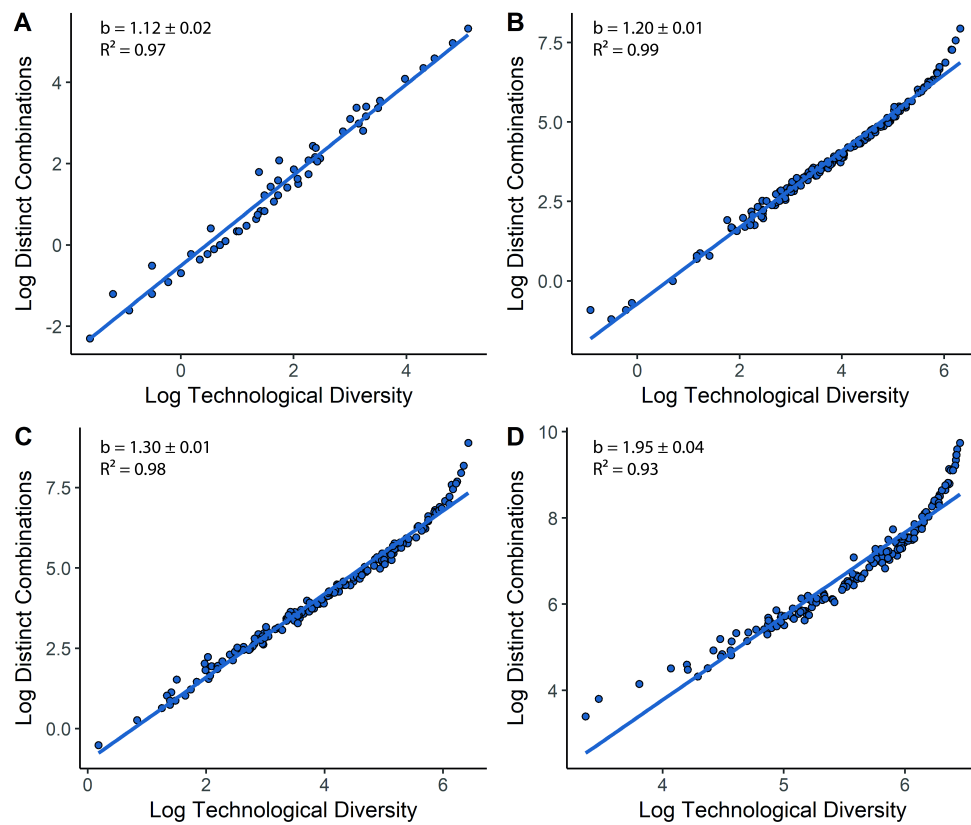 A
b = 1.12 ± 0.02
R² = 0.97
4
2
0
-2
0
2
4
Log Distinct Combinations
Log Technological Diversity
B
b = 1.20 ± 0.01
R² = 0.99
7.5
5.0
2.5
0.0
0
2
4
6
Log Distinct Combinations
Log Technological Diversity
C
b = 1.30 ± 0.01
R² = 0.98
7.5
5.0
2.5
0.0
0
2
4
6
Log Distinct Combinations
Log Technological Diversity
D
b = 1.95 ± 0.04
R² = 0.93
10
8
6
4
4
5
6
Log Distinct Combinations
Log Technological Diversity